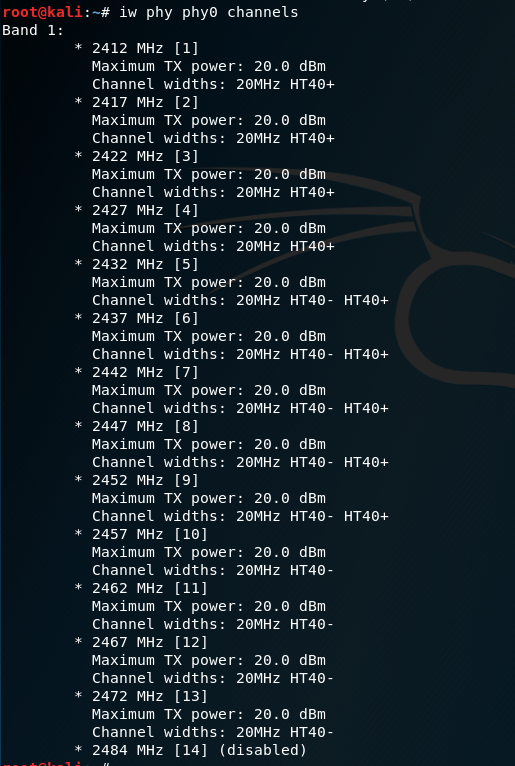 root@kali:~# iw phy phy0 channels
Band 1:
* 2412 MHz [1]
Maximum TX power: 20.0 dBm
Channel widths: 20MHz HT40+
* 2417 MHz [2]
Maximum TX power: 20.0 dBm
Channel widths: 20MHz HT40+
* 2422 MHz [3]
Maximum TX power: 20.0 dBm
Channel widths: 20MHz HT40+
* 2427 MHz [4]
Maximum TX power: 20.0 dBm
Channel widths: 20MHz HT40+
* 2432 MHz [5]
Maximum TX power: 20.0 dBm
Channel widths: 20MHz HT40- HT40+
* 2437 MHz [6]
Maximum TX power: 20.0 dBm
Channel widths: 20MHz HT40- HT40+
* 2442 MHz [7]
Maximum TX power: 20.0 dBm
Channel widths: 20MHz HT40- HT40+
* 2447 MHz [8]
Maximum TX power: 20.0 dBm
Channel widths: 20MHz HT40- HT40+
* 2452 MHz [9]
Maximum TX power: 20.0 dBm
Channel widths: 20MHz HT40- HT40+
* 2457 MHz [10]
Maximum TX power: 20.0 dBm
Channel widths: 20MHz HT40-
* 2462 MHz [11]
Maximum TX power: 20.0 dBm
Channel widths: 20MHz HT40-
* 2467 MHz [12]
Maximum TX power: 20.0 dBm
Channel widths: 20MHz HT40-
* 2472 MHz [13]
Maximum TX power: 20.0 dBm
Channel widths: 20MHz HT40-
* 2484 MHz [14] (disabled)